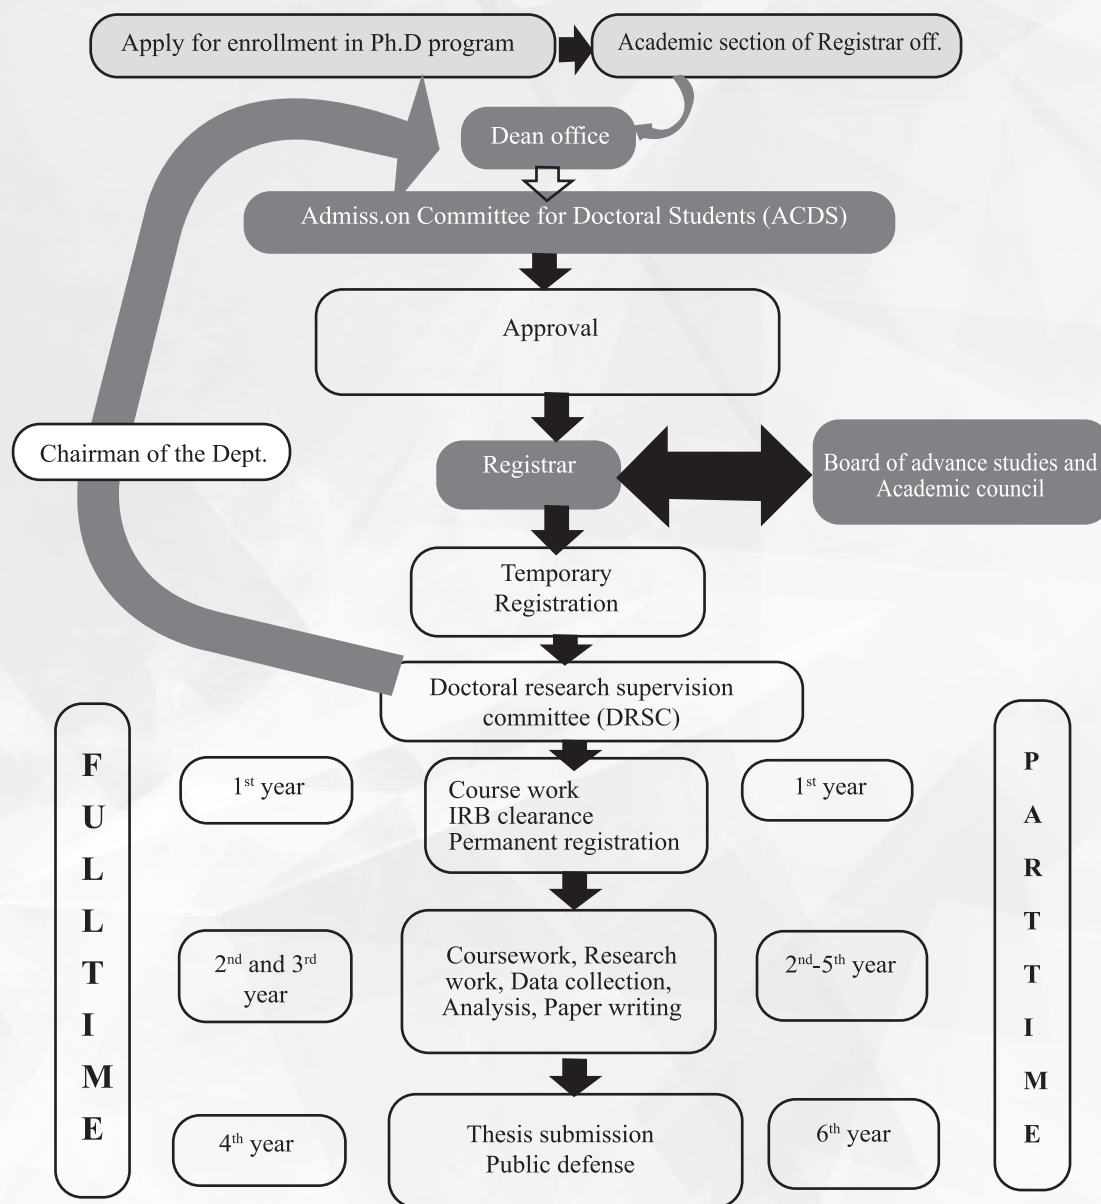 Apply for enrollment in Ph.D program
Academic section of Registrar off.
Dean office
Admiss.on Committee for Doctoral Students (ACDS)
Approval
Chairman of the Dept.
Registrar
Board of advance studies and
Academic council
Temporary
Registration
Doctoral research supervision
committee (DRSC)
FULLTIME
1st year
Course work
IRB clearance
Permanent registration
1st year
PARTTIME
2nd and 3rd
year
Coursework, Research
work, Data collection,
Analysis, Paper writing
2nd-5th year
4th year
Thesis submission
Public defense
6th year